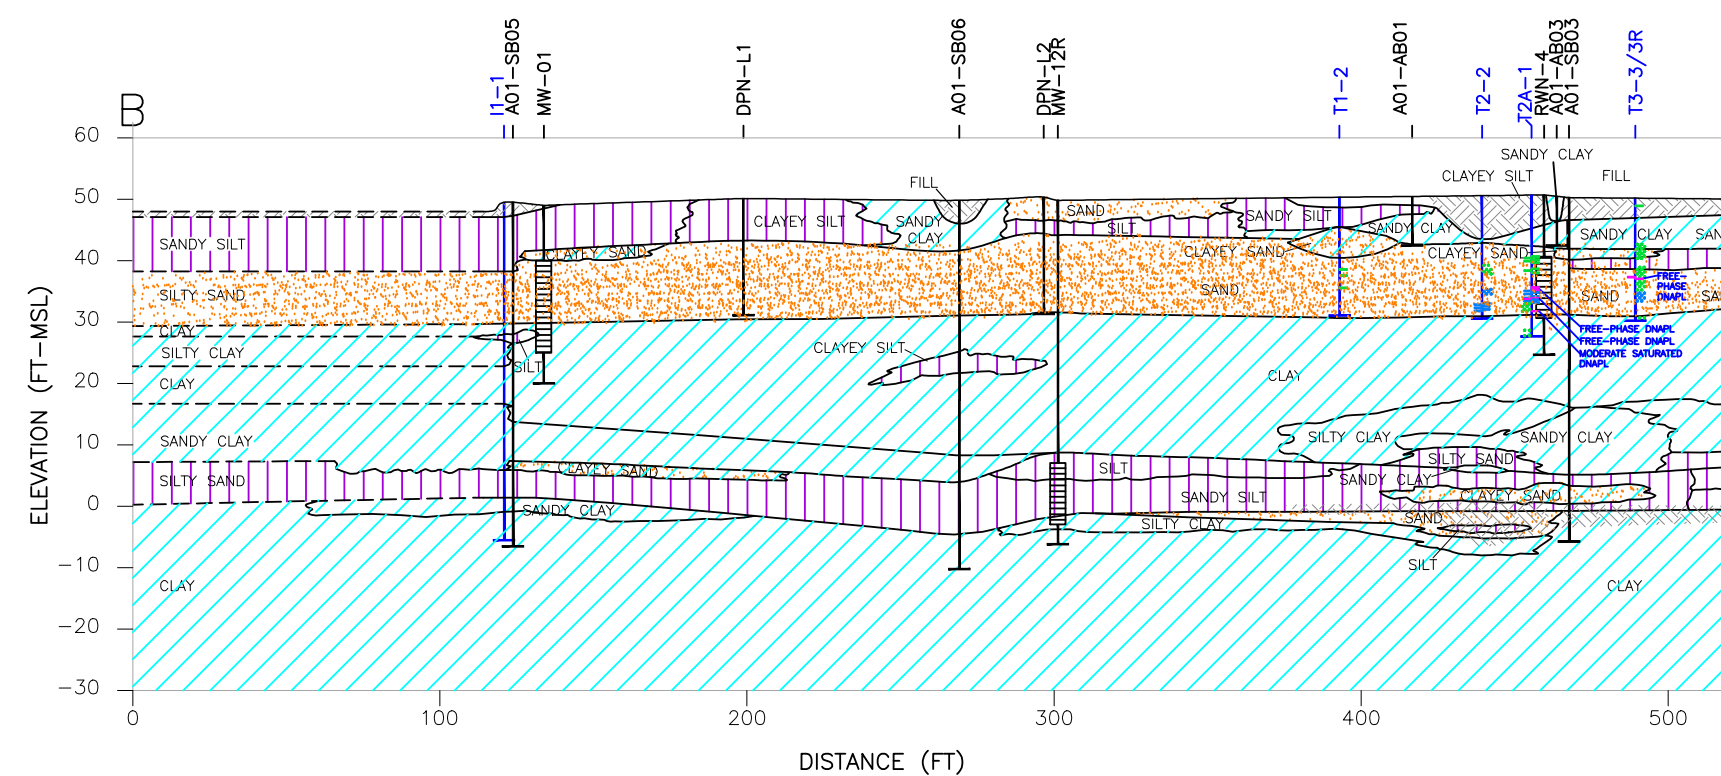 B
I1-1
A01-SB05
MW-01
DPN-L1
A01-SB06
DPN-L2
MW-12R
T1-2
A01-AB01
T2-2
T2A-1
RWN-4
A01-AB03
A01-SB03
T3-3/3R
60
50
40
30
20
10
0
-10
-20
-30
ELEVATION (FT-MSL)
SANDY CLAY
CLAYEY SILT
FILL
FILL
SAND
SILT
SANDY SILT
CLAYEY SILT
SANDY
CLAY
SANDY SILT
SANDY CLAY
SANDY CLAY
SAN
CLAYEY SAND
CLAYEY SAND
CLAYEY SAND
SILTY SAND
SAND
SAND
SA
FREE-
PHASE
DNAPL
CLAY
SILTY CLAY
SILT
CLAY
CLAYEY SILT
CLAY
FREE-PHASE DNAPL
FREE-PHASE DNAPL
MODERATE SATURATED
DNAPL
SANDY CLAY
SILTY CLAY
SANDY CLAY
SILTY SAND
SILTY SAND
CLAYEY SAND
SILT
SANDY CLAY
SANDY SILT
CLAYEY SAND
SANDY CLAY
SILTY CLAY
SAND
SILT
CLAY
CLAY
0
100
200
300
400
500
DISTANCE (FT)